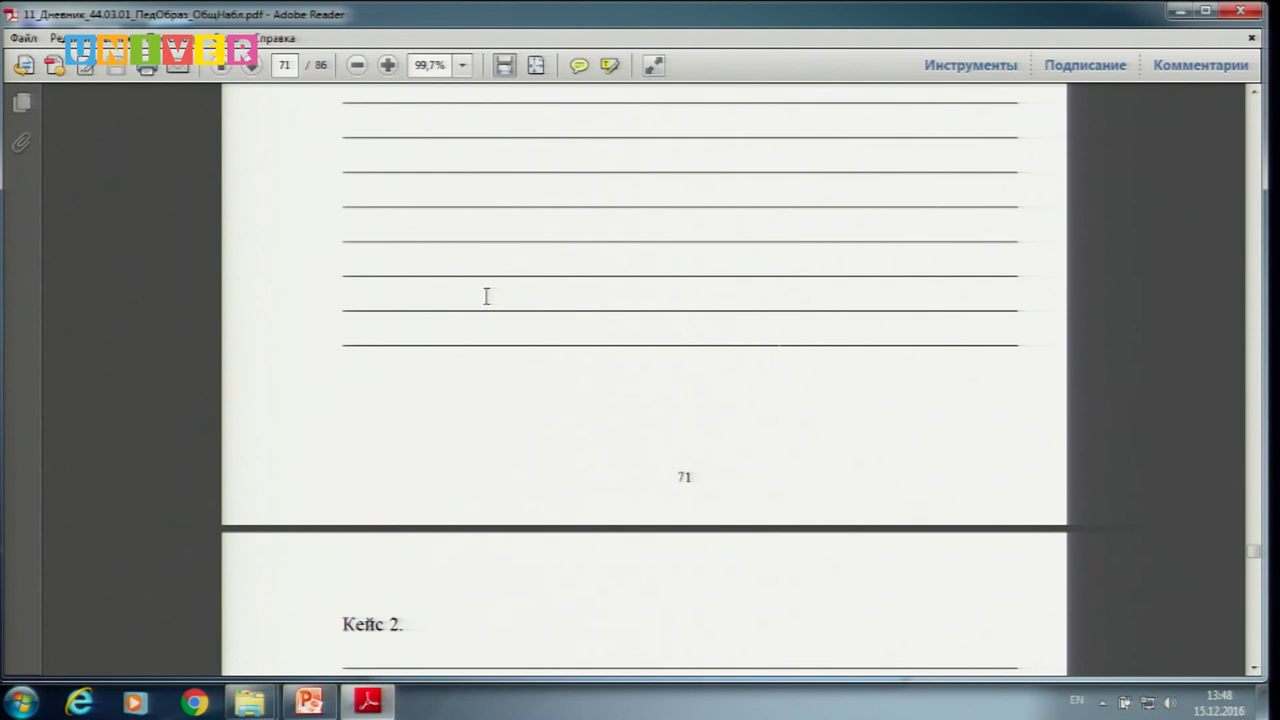 11_Дневник_44.03.01_ПедОбраз_ОбщНабл.pdf - Adobe Reader
Файл
Справка
UNIVER
71 / 86
99,7%
Инструменты
Подписание
Комментарии
71
Кейс 2.
EN
13:48
15.12.2016